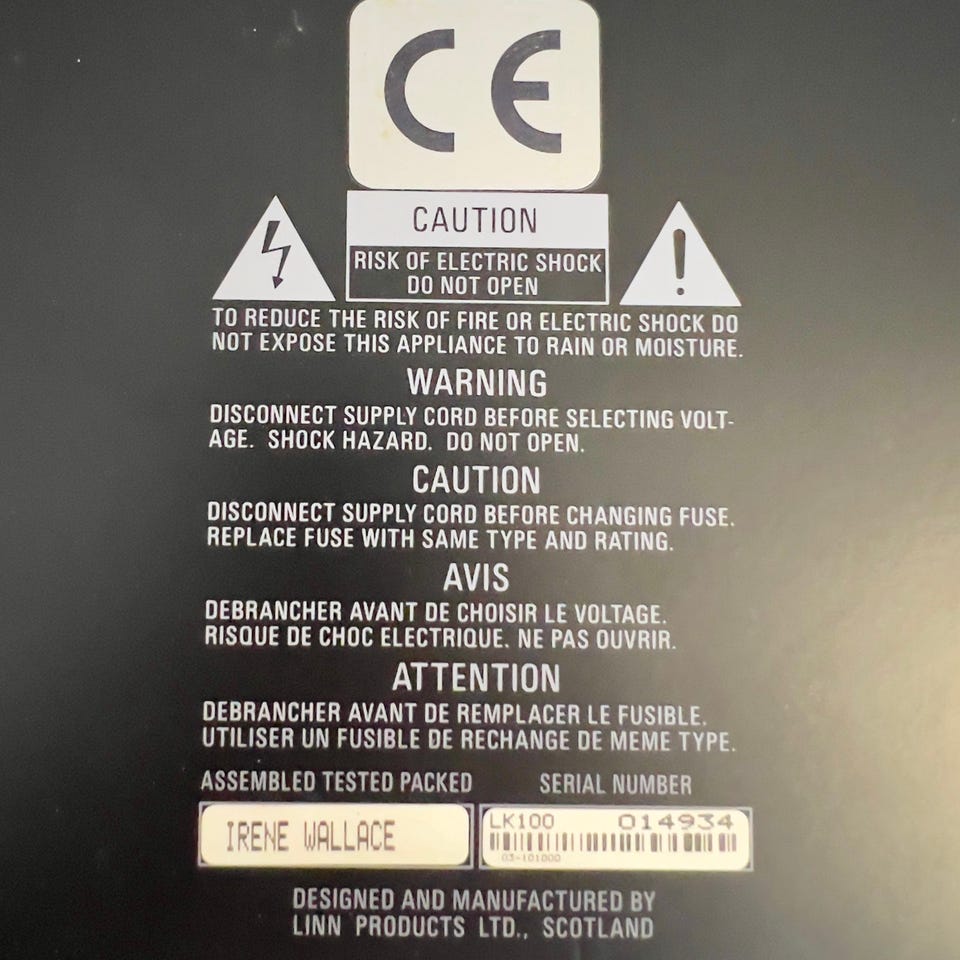 CE
CAUTION
RISK OF ELECTRIC SHOCK
DO NOT OPEN
TO REDUCE THE RISK OF FIRE OR ELECTRIC SHOCK DO
NOT EXPOSE THIS APPLIANCE TO RAIN OR MOISTURE.
WARNING
DISCONNECT SUPPLY CORD BEFORE SELECTING VOLT-
AGE. SHOCK HAZARD. DO NOT OPEN.
CAUTION
DISCONNECT SUPPLY CORD BEFORE CHANGING FUSE.
REPLACE FUSE WITH SAME TYPE AND RATING.
AVIS
DEBRANCHER AVANT DE CHOISIR LE VOLTAGE.
RISQUE DE CHOC ELECTRIQUE. NE PAS OUVRIR.
ATTENTION
DEBRANCHER AVANT DE REMPLACER LE FUSIBLE.
UTILISER UN FUSIBLE DE RECHANGE DE MEME TYPE.
ASSEMBLED TESTED PACKED SERIAL NUMBER
IRENE WALLACE LK100 014934
03-101000
DESIGNED AND MANUFACTURED BY
LINN PRODUCTS LTD., SCOTLAND